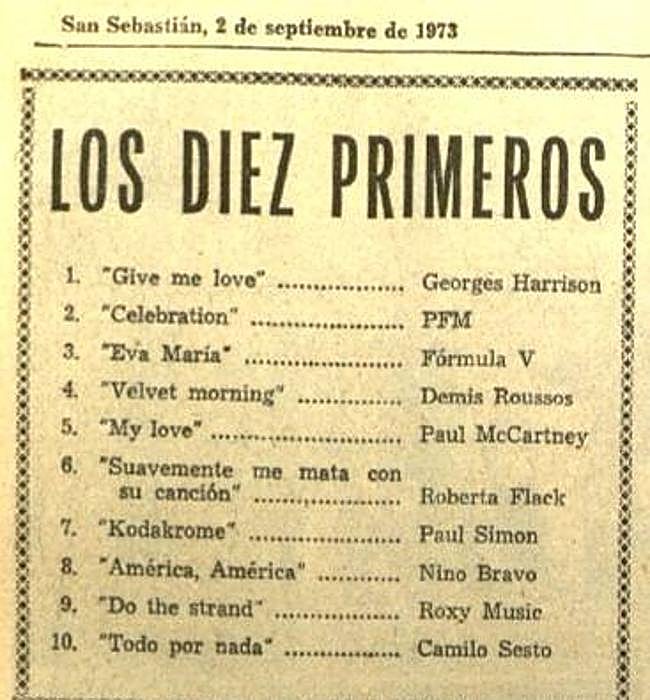 San Sebastián, 2 de septiembre de 1973
LOS DIEZ PRIMEROS
1. "Give me love" .................. Georges Harrison
2. "Celebration" ...................... PFM
3. "Eva María" ....................... Fórmula V
4. "Velvet morning" ............... Demis Roussos
5. "My love" ............................ Paul McCartney
6. "Suavemente me mata con
su canción" ..................... Roberta Flack
7. "Kodakrome" ...................... Paul Simon
8. "América, América" ............ Nino Bravo
9. "Do the strand" .................. Roxy Music
10. "Todo por nada" ................. Camilo Sesto